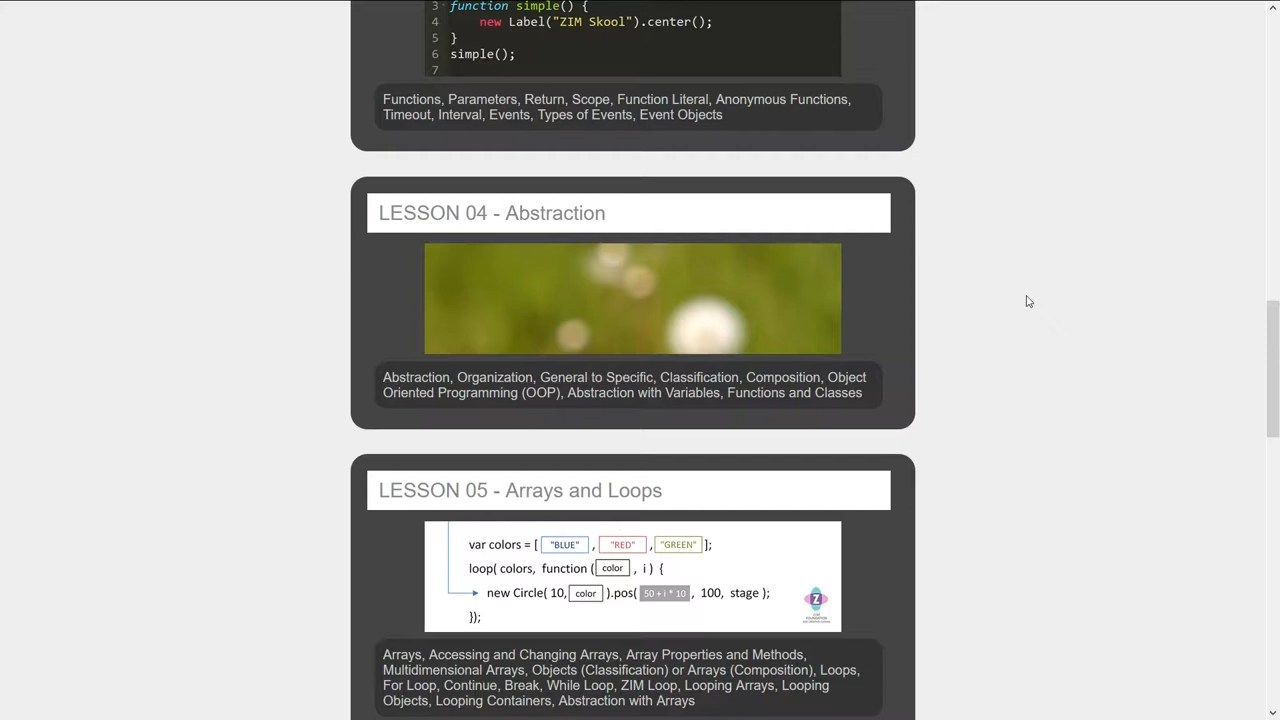 3 function simple() {
4 new Label("ZIM Skool").center();
5 }
6 simple();
7
Functions, Parameters, Return, Scope, Function Literal, Anonymous Functions,
Timeout, Interval, Events, Types of Events, Event Objects
LESSON 04 - Abstraction
Abstraction, Organization, General to Specific, Classification, Composition, Object
Oriented Programming (OOP), Abstraction with Variables, Functions and Classes
LESSON 05 - Arrays and Loops
var colors = [ "BLUE" , "RED" , "GREEN" ];
loop( colors, function ( color , i ) {
new Circle( 10, color ).pos( 50 + i * 10 , 100, stage );
});
Z
Arrays, Accessing and Changing Arrays, Array Properties and Methods,
Multidimensional Arrays, Objects (Classification) or Arrays (Composition), Loops,
For Loop, Continue, Break, While Loop, ZIM Loop, Looping Arrays, Looping
Objects, Looping Containers, Abstraction with Arrays